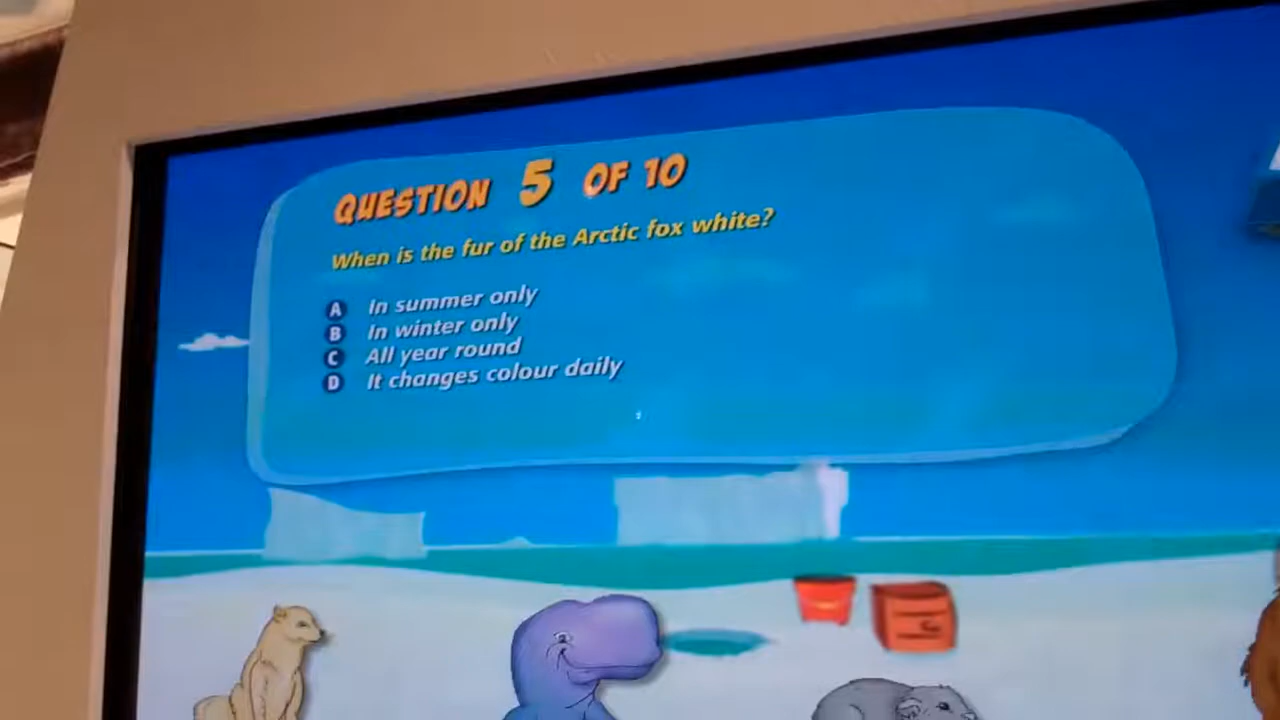 QUESTION 5 OF 10
When is the fur of the Arctic fox white?
A In summer only
B In winter only
C All year round
D It changes colour daily